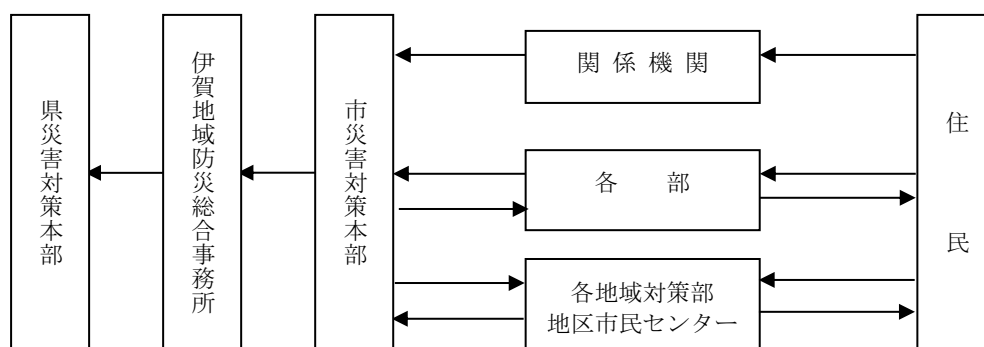 県災害対策本部
伊賀地域防災総合事務所
市災害対策本部
関係機関
各部
各地域対策部
地区市民センター
住民